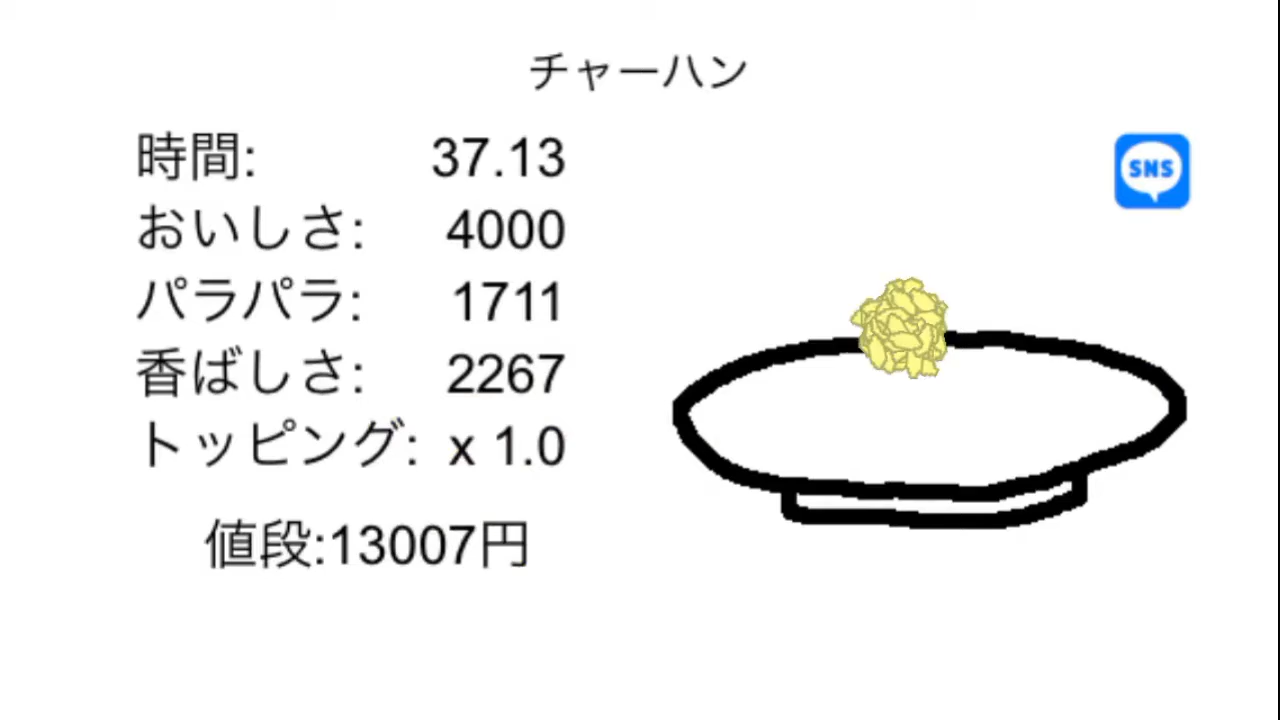 チャーハン
時間: 37.13
おいしさ: 4000
パラパラ: 1711
香ばしさ: 2267
トッピング: x 1.0
値段:13007円
SNS